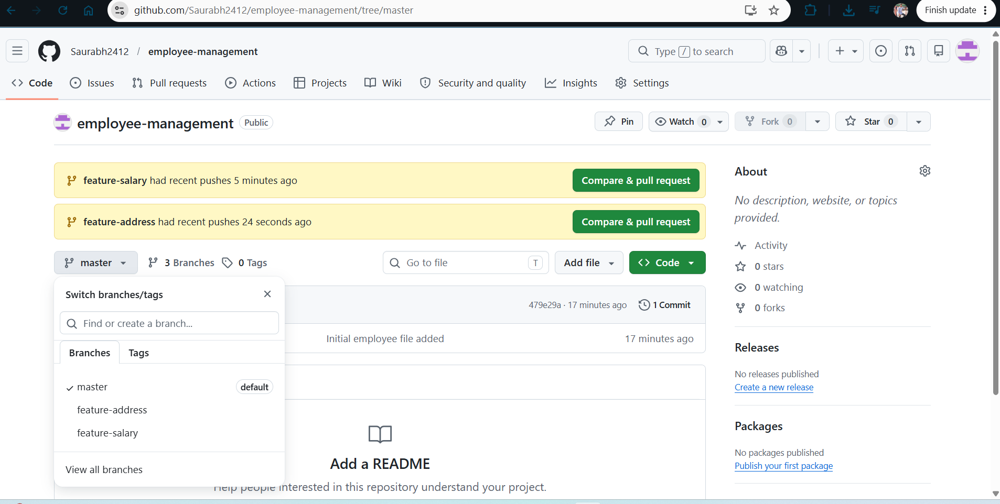 github.com/Saurabh2412/employee-management/tree/master
Finish update
Saurabh2412 / employee-management
Type / to search
Code
Issues
Pull requests
Actions
Projects
Wiki
Security and quality
Insights
Settings
employee-management
Public
Pin
Watch 0
Fork 0
Star 0
feature-salary had recent pushes 5 minutes ago
Compare & pull request
feature-address had recent pushes 24 seconds ago
Compare & pull request
master
3 Branches
0 Tags
Go to file
T
Add file
Code
Switch branches/tags
Find or create a branch...
Branches
Tags
master
default
feature-address
feature-salary
View all branches
479e29a · 17 minutes ago
1 Commit
Initial employee file added
17 minutes ago
Add a README
Help people interested in this repository understand your project.
About
No description, website, or topics
provided.
Activity
0 stars
0 watching
0 forks
Releases
No releases published
Create a new release
Packages
No packages published
Publish your first package